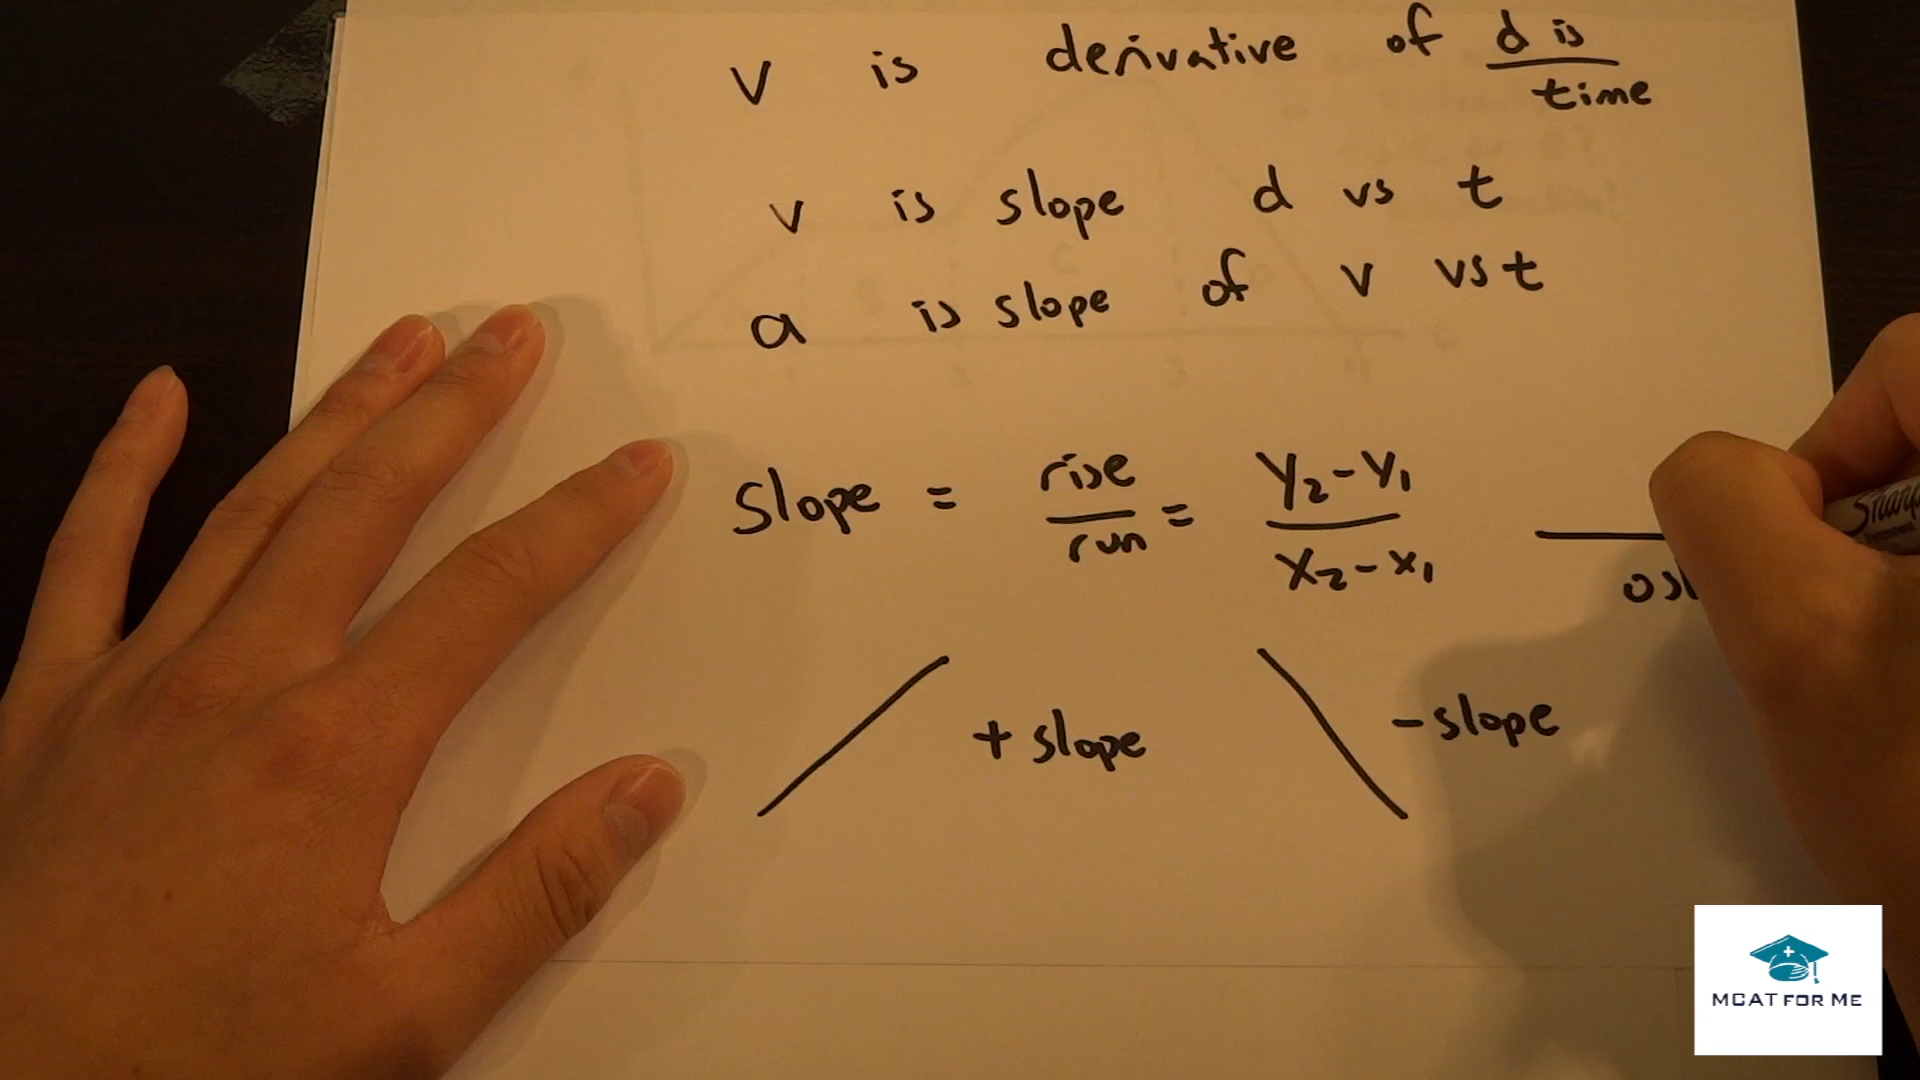 v is derivative of d is
time
v is slope d vs t
a is slope of v vs t
Slope = rise/run = y₂-y₁/x₂-x₁
+ slope
- slope
Sharp
MCAT FOR ME